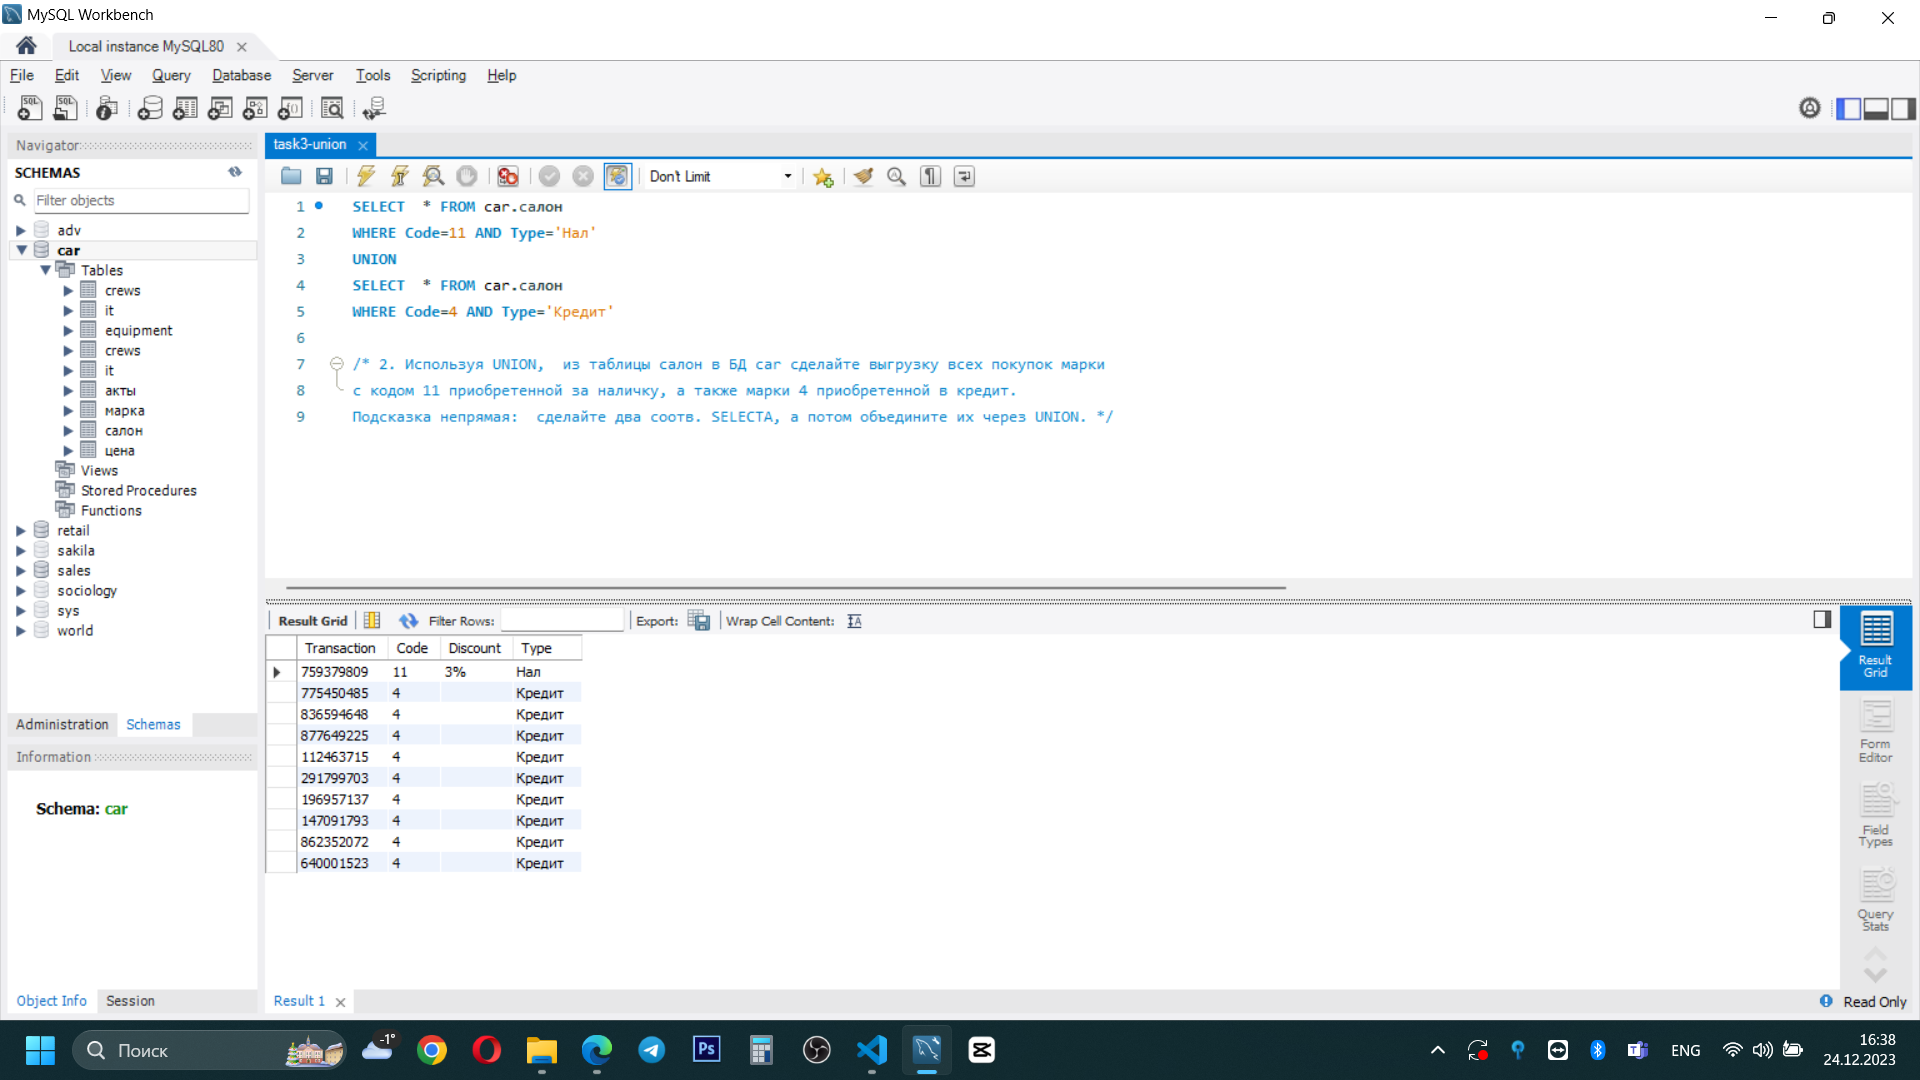 MySQL Workbench
Local instance MySQL80
File Edit View Query Database Server Tools Scripting Help
Navigator
SCHEMAS
Filter objects
adv
car
Tables
crews
it
equipment
crews
it
акты
марка
салон
цена
Views
Stored Procedures
Functions
retail
sakila
sales
sociology
sys
world
Administration Schemas
Information
Schema: car
Object Info Session
task3-union
Don't Limit
1 SELECT * FROM car.салон
2 WHERE Code=11 AND Type='Нал'
3 UNION
4 SELECT * FROM car.салон
5 WHERE Code=4 AND Type='Кредит'
6
7 /* 2. Используя UNION, из таблицы салон в БД car сделайте выгрузку всех покупок марки
8 с кодом 11 приобретенной за наличку, а также марки 4 приобретенной в кредит.
9 Подсказка непрямая: сделайте два соотв. SELECTA, а потом объедините их через UNION. */
Result Grid Filter Rows: Export: Wrap Cell Content:
Transaction Code Discount Type
759379809 11 3% Нал
775450485 4 Кредит
836594648 4 Кредит
877649225 4 Кредит
112463715 4 Кредит
291799703 4 Кредит
196957137 4 Кредит
147091793 4 Кредит
862352072 4 Кредит
640001523 4 Кредит
Result Grid
Form Editor
Field Types
Query Stats
Result 1
Read Only
Поиск
-1°
Ps
ENG
16:38
24.12.2023